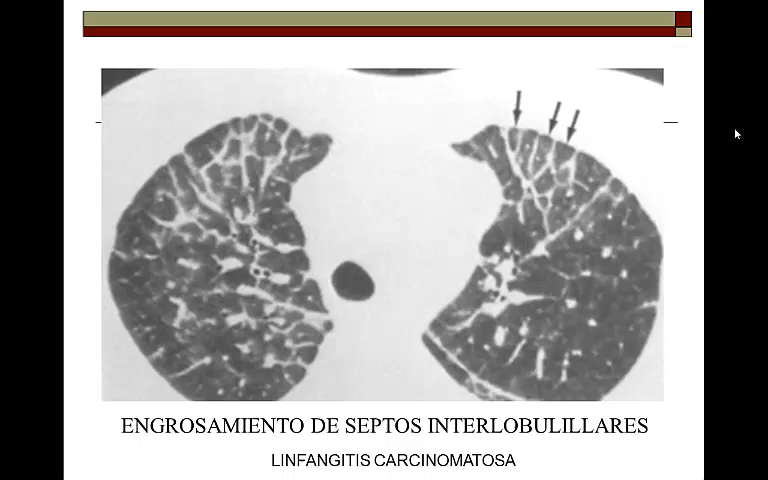 ENGROSAMIENTO DE SEPTOS INTERLOBULILLARES
LINFANGITIS CARCINOMATOSA